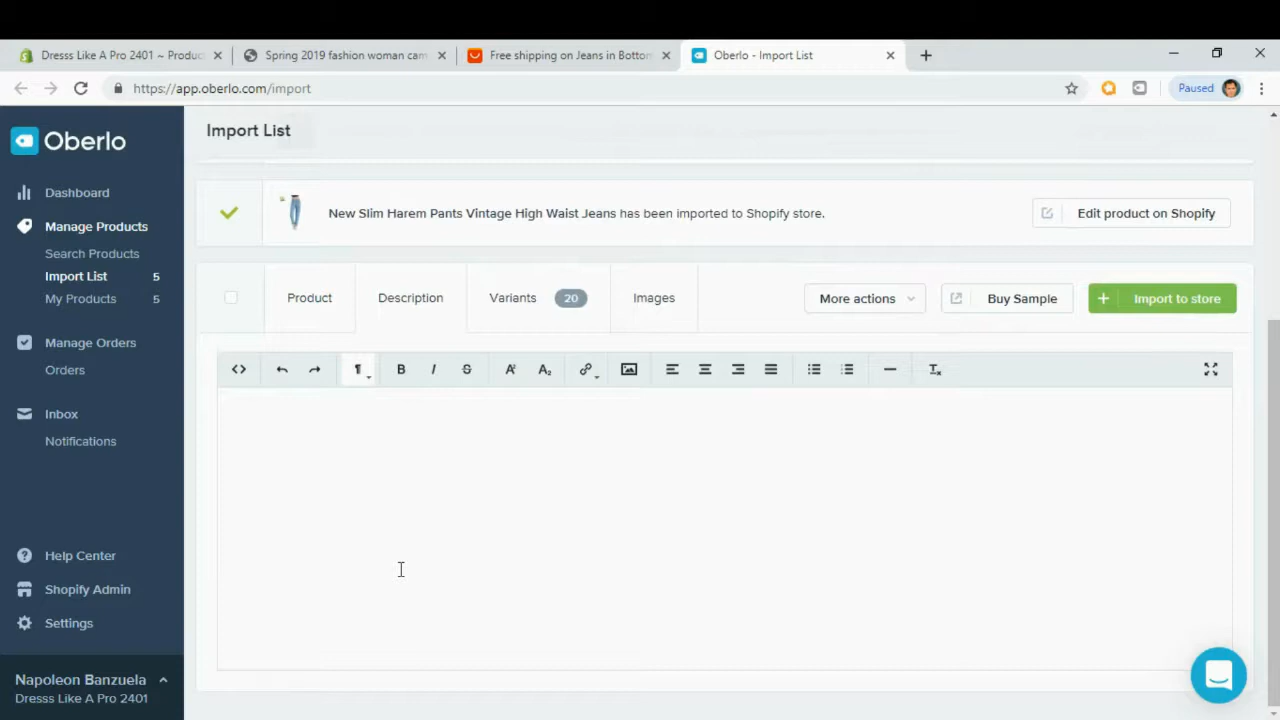 Dresss Like A Pro 2401 ~ Produc
Spring 2019 fashion woman cam
Free shipping on Jeans in Bottom
Oberlo - Import List
https://app.oberlo.com/import
Paused
Oberlo
Import List
Dashboard
New Slim Harem Pants Vintage High Waist Jeans has been imported to Shopify store.
Edit product on Shopify
Manage Products
Search Products
Import List 5
My Products 5
Product
Description
Variants 20
Images
More actions
Buy Sample
Import to store
Manage Orders
Orders
Inbox
Notifications
Help Center
Shopify Admin
Settings
Napoleon Banzuela
Dresss Like A Pro 2401